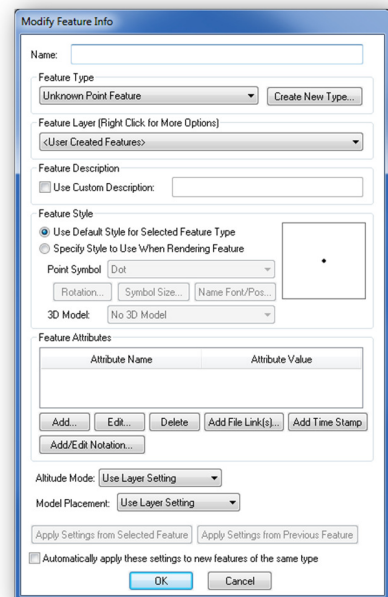 Modify Feature Info
Name:
Feature Type
Unknown Point Feature
Create New Type...
Feature Layer (Right Click for More Options)
<User Created Features>
Feature Description
Use Custom Description:
Feature Style
Use Default Style for Selected Feature Type
Specify Style to Use When Rendering Feature
Point Symbol Dot
Rotation... Symbol Size... Name Font/Pos...
3D Model: No 3D Model
Feature Attributes
Attribute Name Attribute Value
Add... Edit... Delete Add File Link(s)... Add Time Stamp
Add/Edit Notation...
Altitude Mode: Use Layer Setting
Model Placement: Use Layer Setting
Apply Settings from Selected Feature Apply Settings from Previous Feature
Automatically apply these settings to new features of the same type
OK Cancel